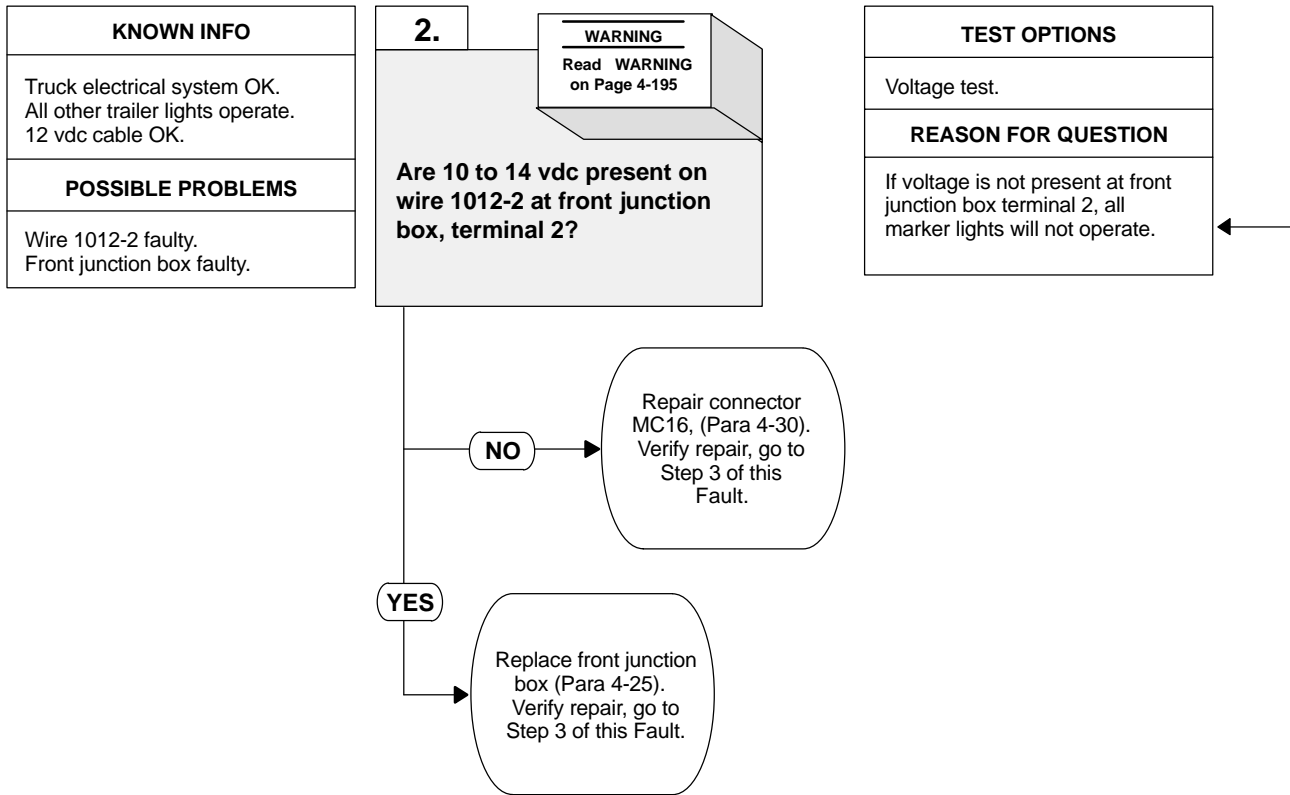 KNOWN INFO
Truck electrical system OK.
All other trailer lights operate.
12 vdc cable OK.
POSSIBLE PROBLEMS
Wire 1012-2 faulty.
Front junction box faulty.
2.
WARNING
Read WARNING
on Page 4-195
Are 10 to 14 vdc present on
wire 1012-2 at front junction
box, terminal 2?
TEST OPTIONS
Voltage test.
REASON FOR QUESTION
If voltage is not present at front
junction box terminal 2, all
marker lights will not operate.
NO
Repair connector
MC16, (Para 4-30).
Verify repair, go to
Step 3 of this
Fault.
YES
Replace front junction
box (Para 4-25).
Verify repair, go to
Step 3 of this Fault.